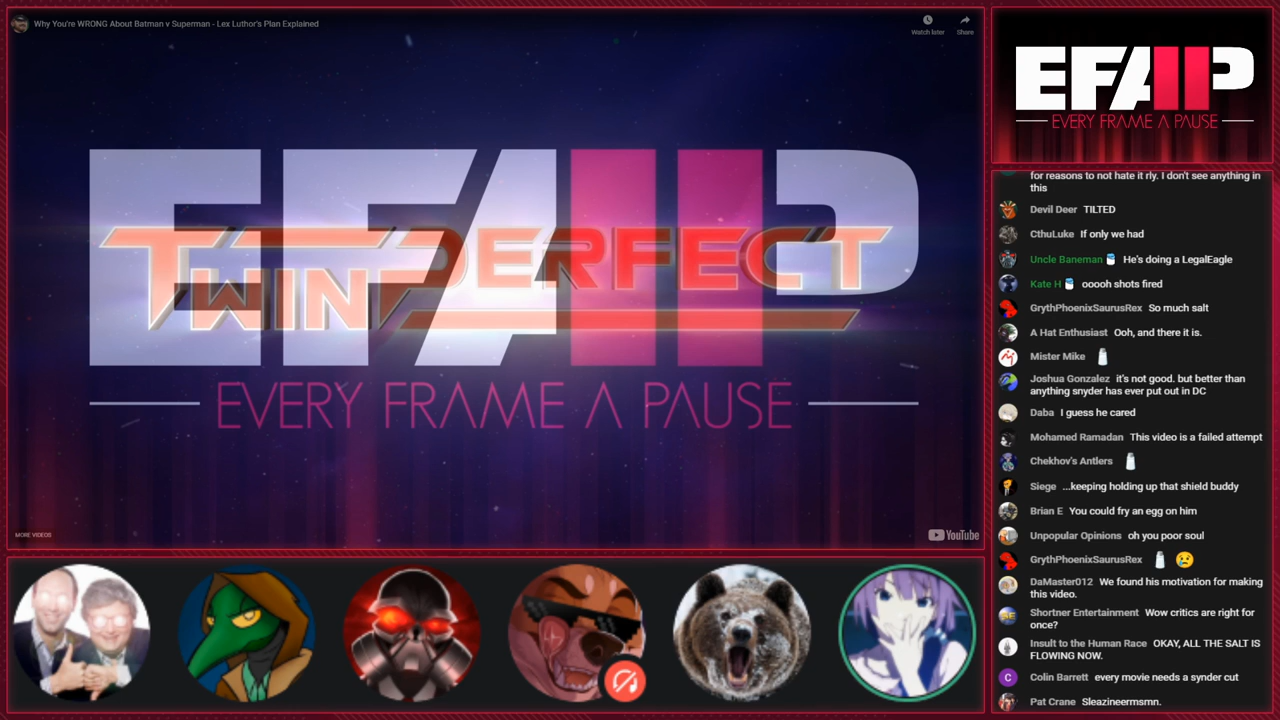 Why You're WRONG About Batman v Superman - Lex Luthor's Plan Explained
Watch later
Share
EFAP
TWIN PERFECT
EVERY FRAME A PAUSE
MORE VIDEOS
YouTube
EFAP
EVERY FRAME A PAUSE
for reasons to not hate it rly. I don't see anything in
this
Devil Deer TILTED
CthuLuke If only we had
Uncle Baneman He's doing a LegalEagle
Kate H ooooh shots fired
GrythPhoenixSaurusRex So much salt
A Hat Enthusiast Ooh, and there it is.
Mister Mike
Joshua Gonzalez it's not good. but better than
anything snyder has ever put out in DC
Daba I guess he cared
Mohamed Ramadan This video is a failed attempt
Chekhov's Antlers
Siege ...keeping holding up that shield buddy
Brian E You could fry an egg on him
Unpopular Opinions oh you poor soul
GrythPhoenixSaurusRex
DaMaster012 We found his motivation for making
this video.
Shortner Entertainment Wow critics are right for
once?
Insult to the Human Race OKAY, ALL THE SALT IS
FLOWING NOW.
C
Colin Barrett every movie needs a synder cut
Pat Crane Sleazineermsmn.